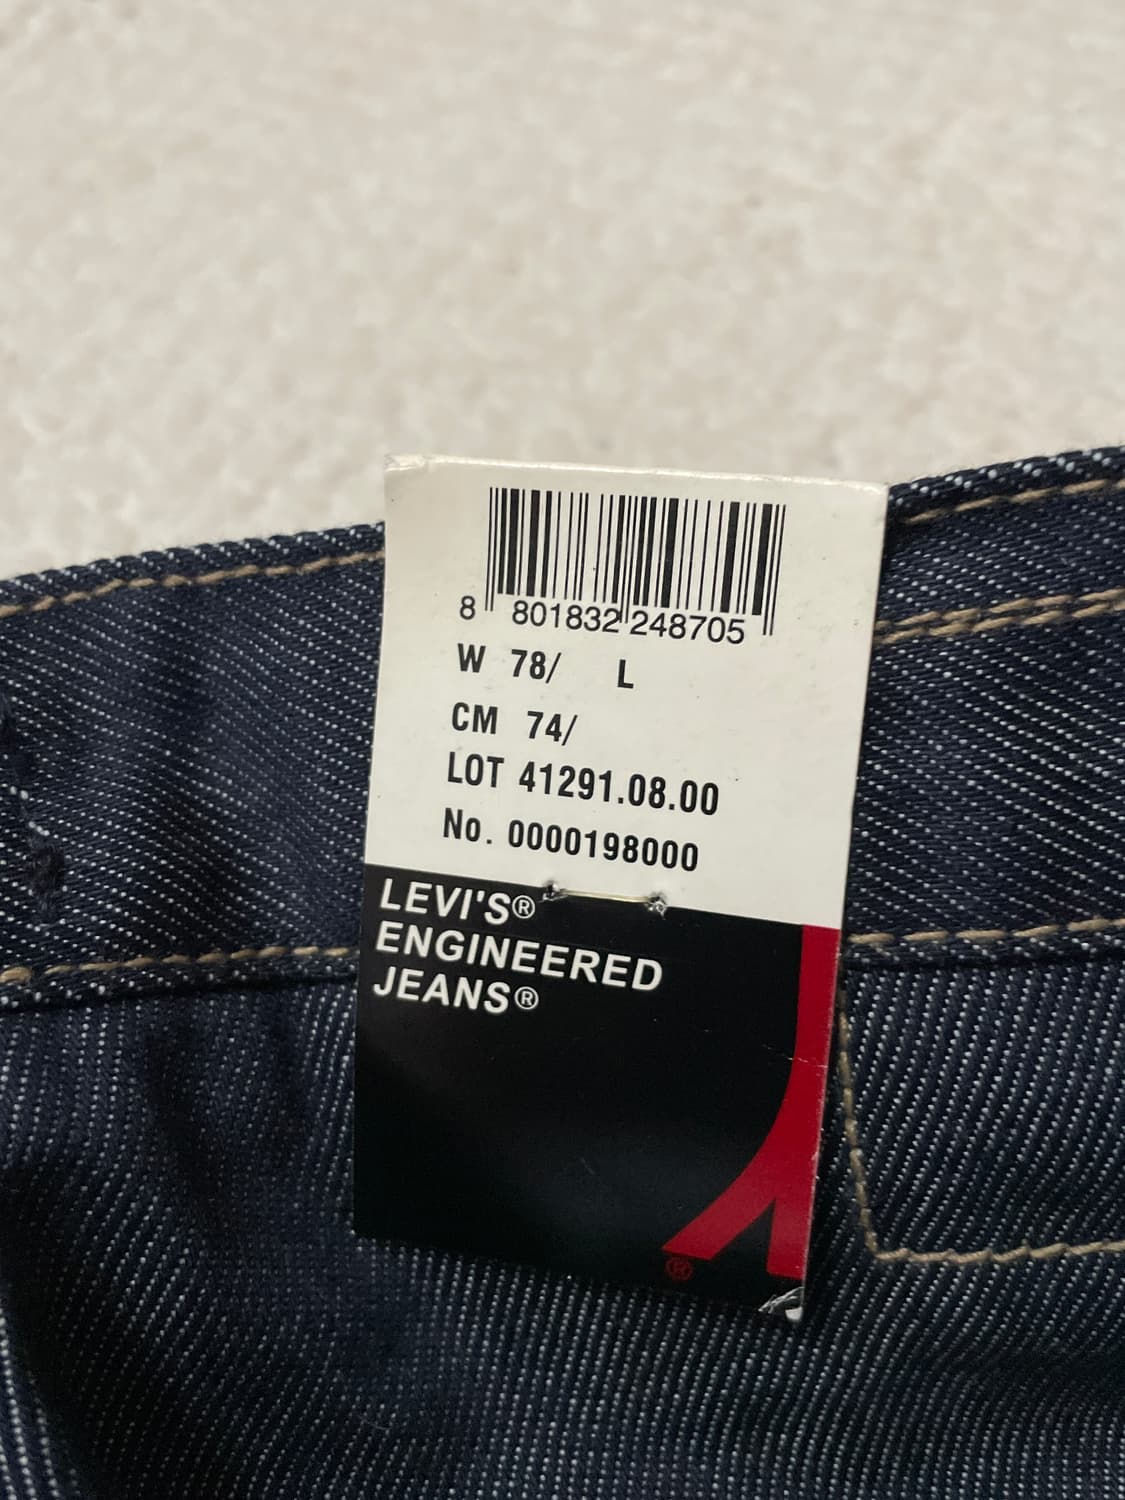 8 801832 248705
W 78/ L
CM 74/
LOT 41291.08.00
No. 0000198000
LEVI'S®
ENGINEERED
JEANS®
®